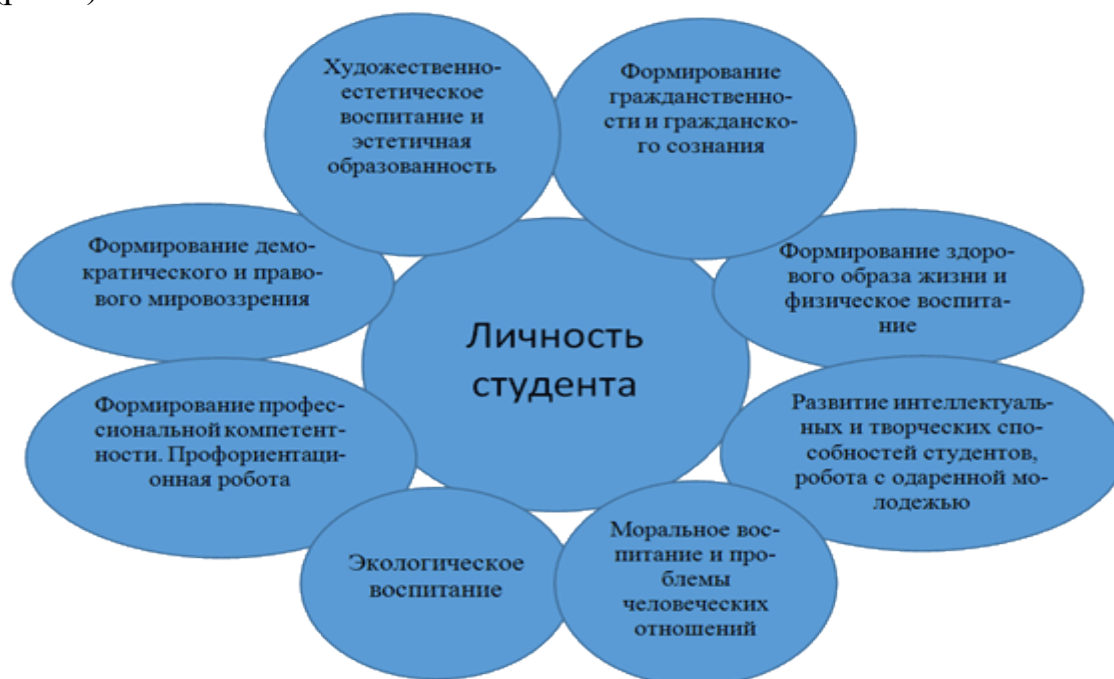 Художественно-
естетическое
воспитание и
эстетичная
образованность
Формирование
гражданственно-
сти и гражданско-
го сознания
Формирование демо-
кратического и право-
вого мировоззрения
Формирование здоро-
вого образа жизни и
физическое воспита-
ние
Личность
студента
Формирование профес-
сиональной компетент-
ности. Профориентаци-
онная робота
Развитие интеллектуаль-
ных и творческих спо-
собностей студентов,
робота с одаренной мо-
лодежью
Экологическое
воспитание
Моральное вос-
питание и про-
блемы
человеческих
отношений